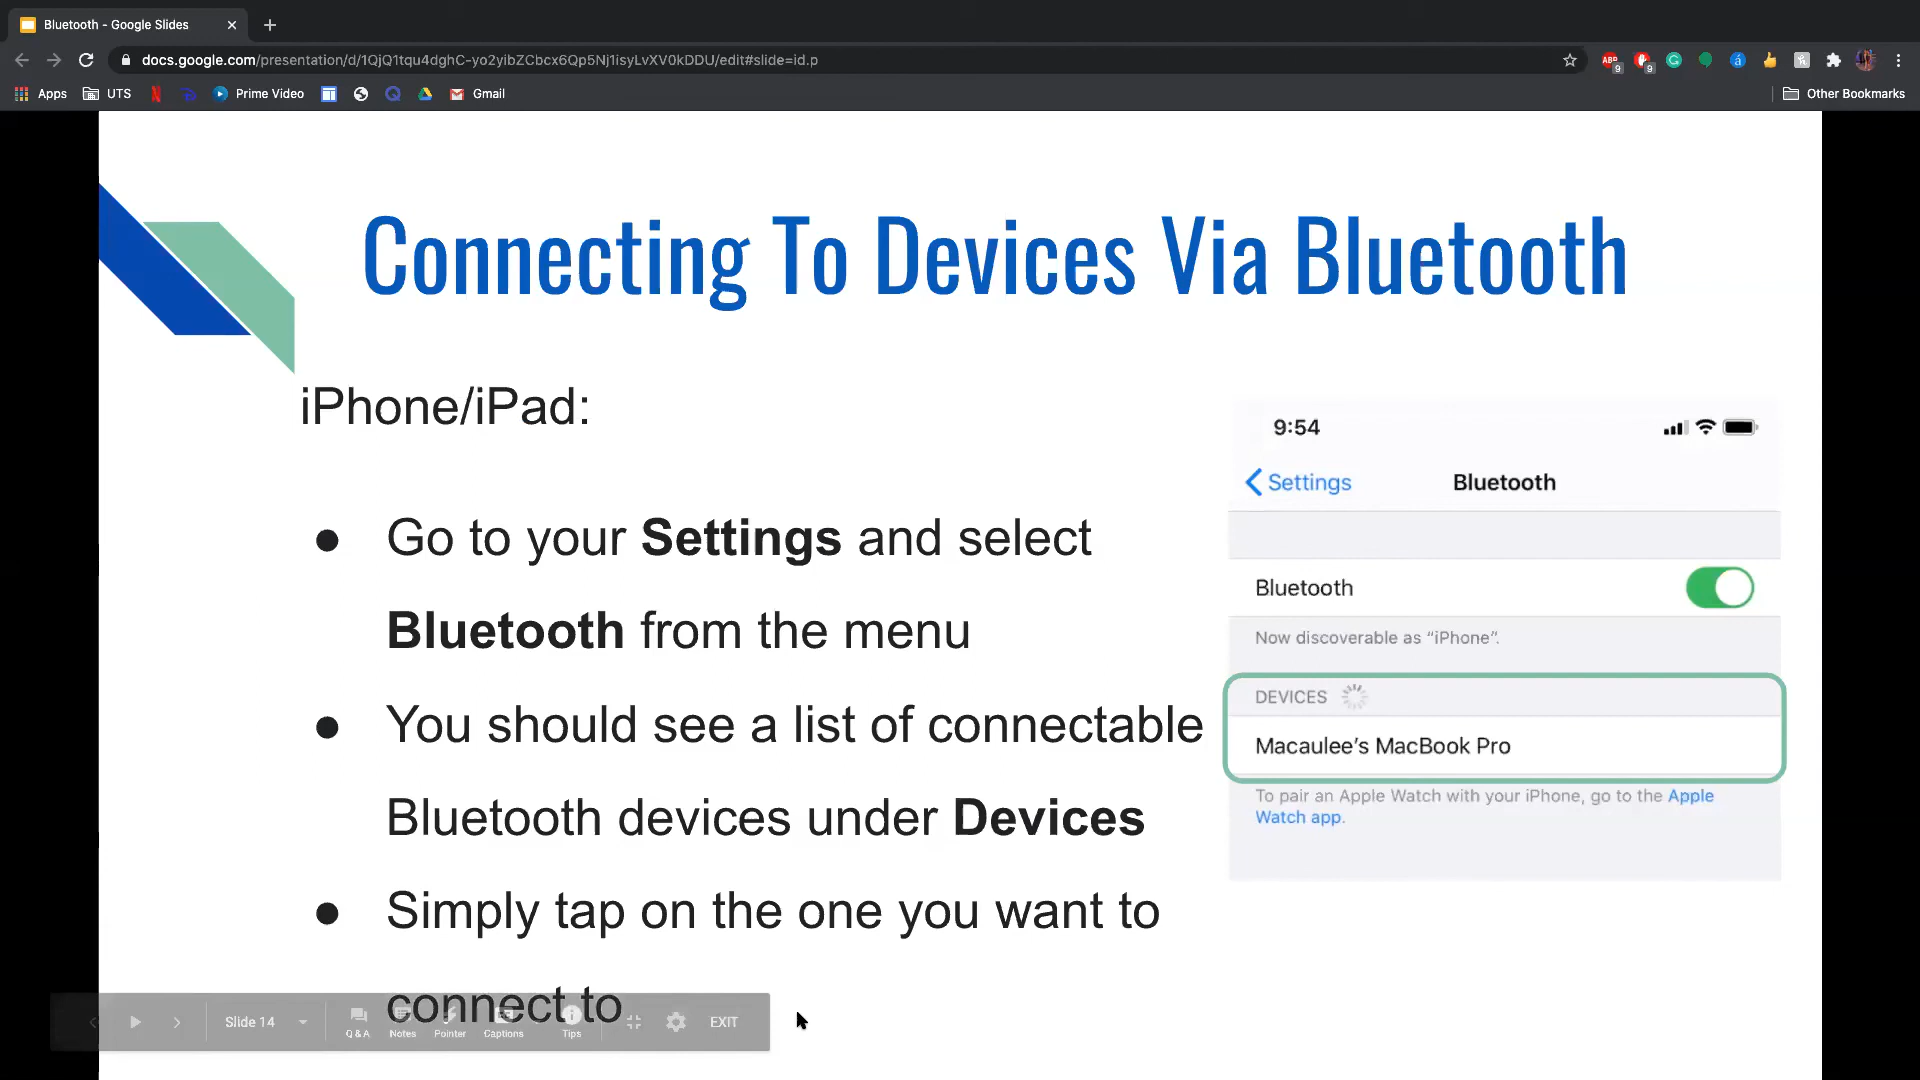 Bluetooth - Google Slides
docs.google.com/presentation/d/1QjQ1tqu4dghC-yo2yibZCbcx6Qp5Nj1isyLvXV0kDDU/edit#slide=id.p
ABP 9 9
Apps UTS Prime Video Gmail Other Bookmarks
Connecting To Devices Via Bluetooth
iPhone/iPad:
● Go to your Settings and select
Bluetooth from the menu
● You should see a list of connectable
Bluetooth devices under Devices
● Simply tap on the one you want to
connect to
9:54
Settings Bluetooth
Bluetooth
Now discoverable as “iPhone”.
DEVICES
Macaulee’s MacBook Pro
To pair an Apple Watch with your iPhone, go to the Apple
Watch app.
Slide 14 Q & A Notes Pointer Captions Tips EXIT